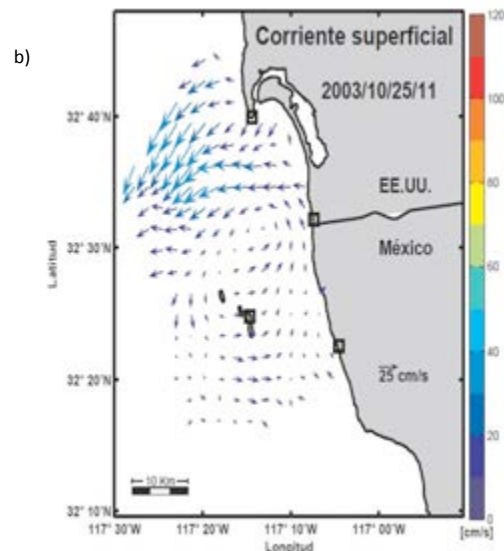 b)
Corriente superficial
2003/10/25/11
EE.UU.
México
25 cm/s
10 Km
32° 40'N
32° 30'N
32° 20'N
32° 10'N
Latitud
117° 30'W
117° 20'W
117° 10'W
117° 00'W
Longitud
120
100
80
60
40
20
0
[cm/s]